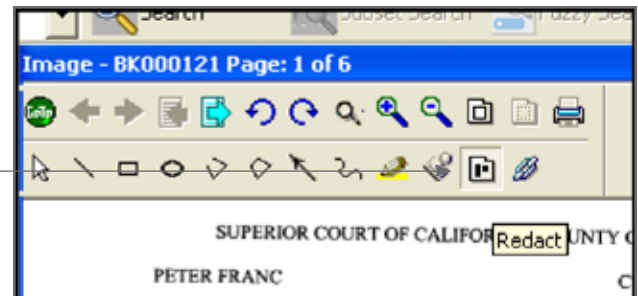 Search Subset Search Fuzzy Sea
Image - BK000121 Page: 1 of 6
GoTo
SUPERIOR COURT OF CALIFOR Redact UNTY
PETER FRANC C